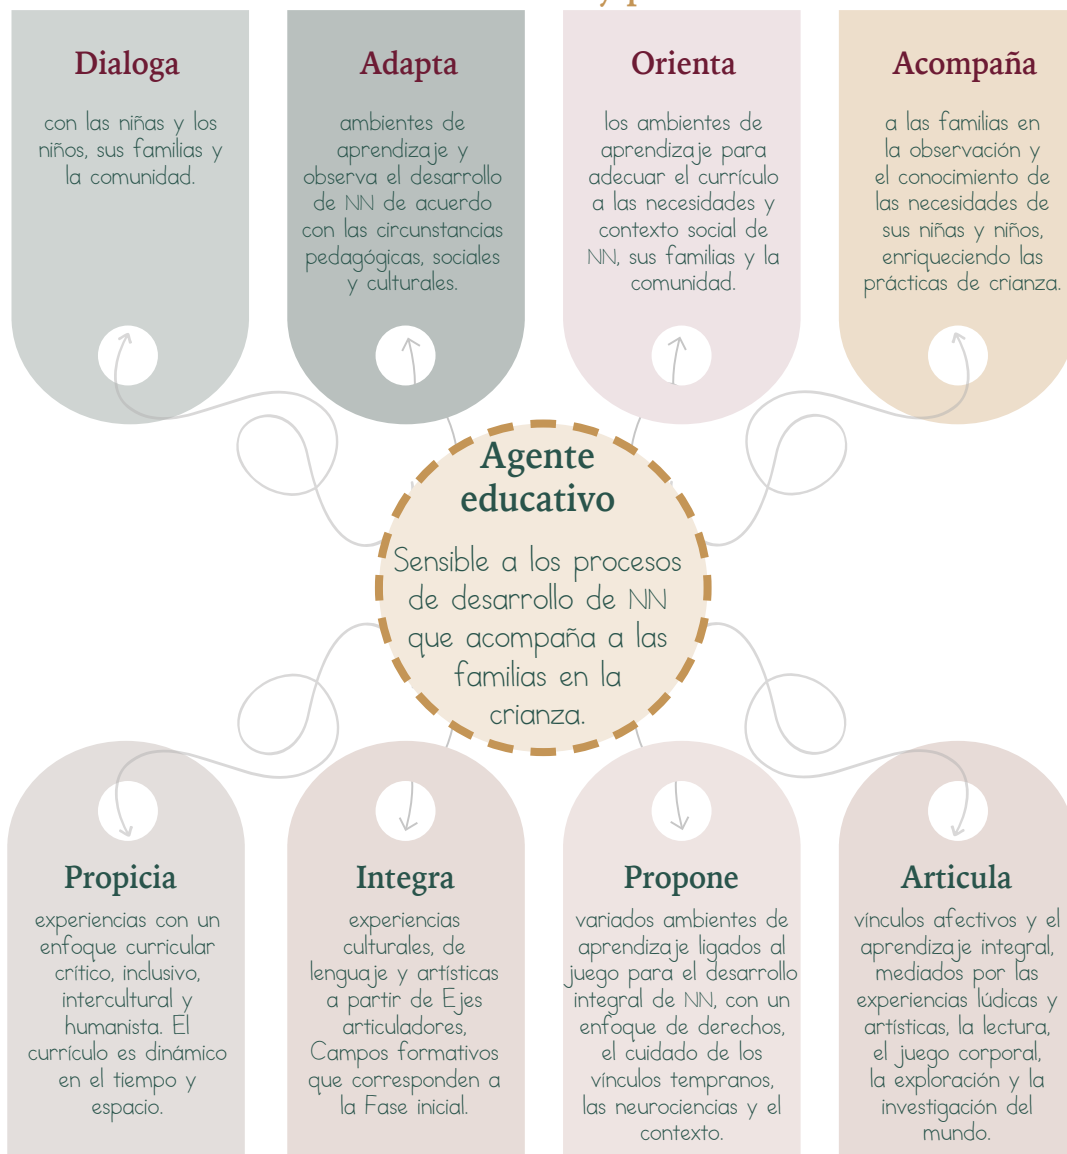 Dialoga
con las niñas y los
niños, sus familias y
la comunidad.
Adapta
ambientes de
aprendizaje y
observa el desarrollo
de NN de acuerdo
con las circunstancias
pedagógicas, sociales
y culturales.
Orienta
los ambientes de
aprendizaje para
adecuar el currículo
a las necesidades y
contexto social de
NN, sus familias y la
comunidad.
Acompaña
a las familias en
la observación y
el conocimiento de
las necesidades de
sus niñas y niños,
enriqueciendo las
prácticas de crianza.
Agente
educativo
Sensible a los procesos
de desarrollo de NN
que acompaña a las
familias en la
crianza.
Propicia
experiencias con un
enfoque curricular
crítico, inclusivo,
intercultural y
humanista. El
currículo es dinámico
en el tiempo y
espacio.
Integra
experiencias
culturales, de
lenguaje y artísticas
a partir de Ejes
articuladores,
Campos formativos
que corresponden a
la Fase inicial.
Propone
variados ambientes de
aprendizaje ligados al
juego para el desarrollo
integral de NN, con un
enfoque de derechos,
el cuidado de los
vínculos tempranos,
las neurociencias y el
contexto.
Articula
vínculos afectivos y el
aprendizaje integral,
mediados por las
experiencias lúdicas y
artísticas, la lectura,
el juego corporal,
la exploración y la
investigación del
mundo.